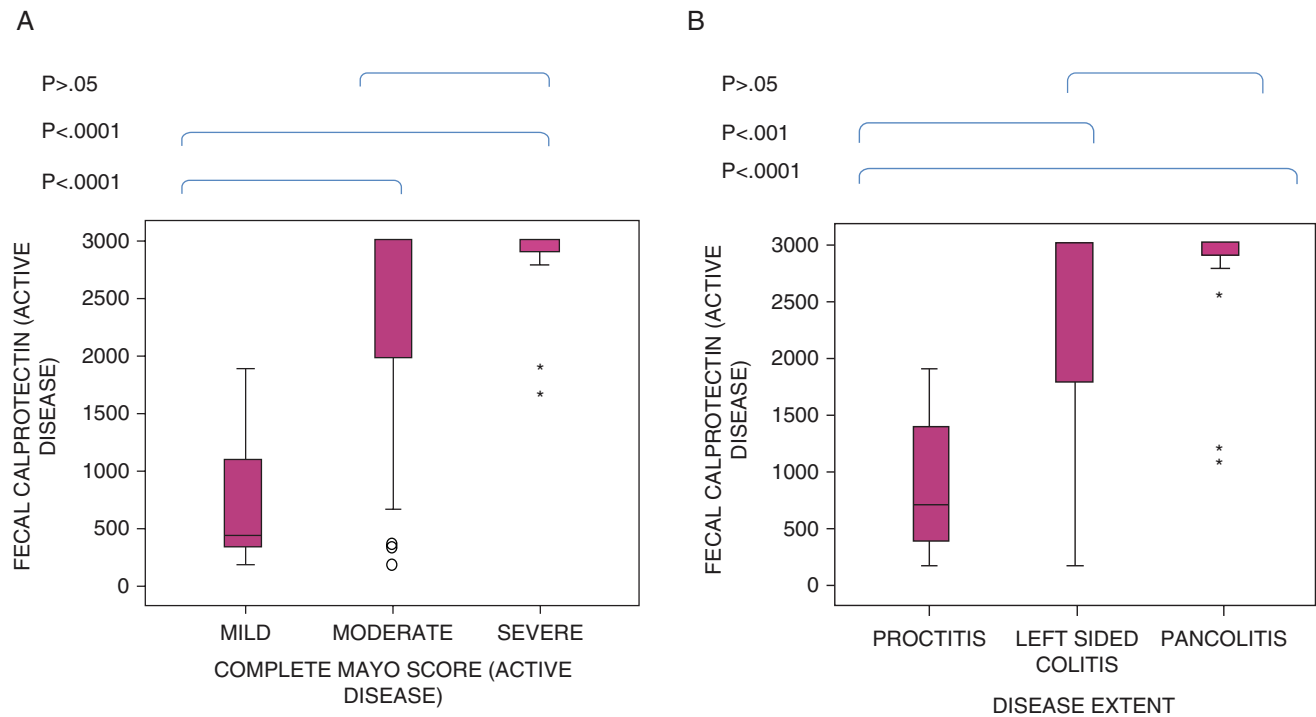 A
P>.05
P<.0001
P<.0001
FECAL CALPROTECTIN (ACTIVE
DISEASE)
3000
2500
2000
1500
1000
500
0
MILD
MODERATE
SEVERE
COMPLETE MAYO SCORE (ACTIVE
DISEASE)
B
P>.05
P<.001
P<.0001
FECAL CALPROTECTIN (ACTIVE
DISEASE)
3000
2500
2000
1500
1000
500
0
PROCTITIS
LEFT SIDED
COLITIS
PANCOLITIS
DISEASE EXTENT